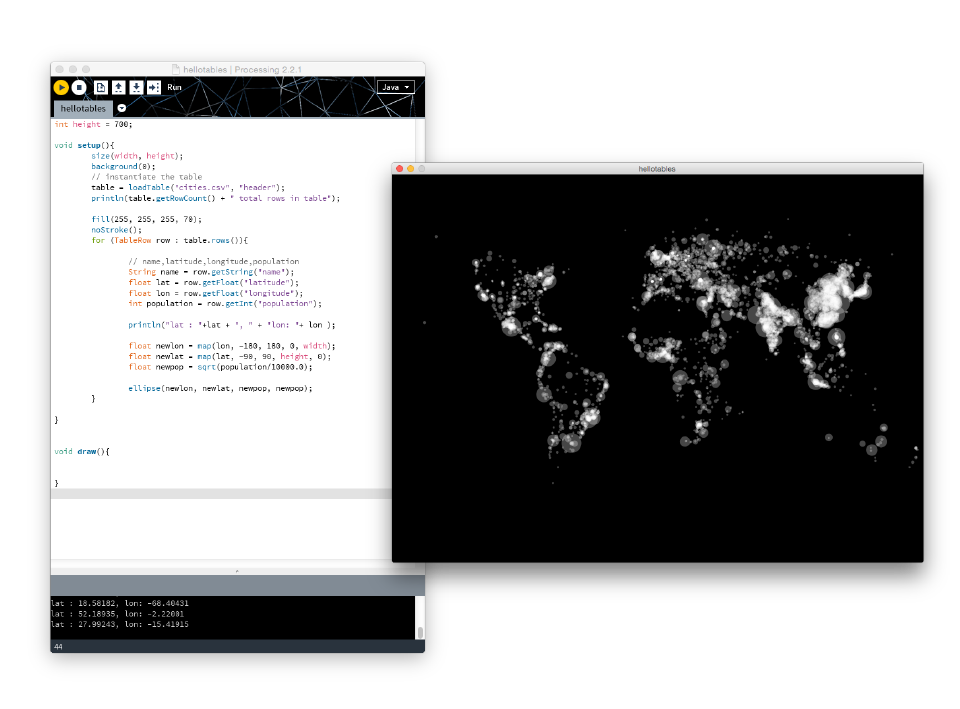 hellotables | Processing 2.2.1
Run
Java
hellotables
int height = 700;
void setup(){
size(width, height);
background(0);
// instantiate the table
table = loadTable("cities.csv", "header");
println(table.getRowCount() + " total rows in table");
fill(255, 255, 255, 70);
noStroke();
for (TableRow row : table.rows()){
// name,latitude,longitude,population
String name = row.getString("name");
float lat = row.getFloat("latitude");
float lon = row.getFloat("longitude");
int population = row.getInt("population");
println("lat : "+lat + ", " + "lon: "+ lon );
float newlon = map(lon, -180, 180, 0, width);
float newlat = map(lat, -90, 90, height, 0);
float newpop = sqrt(population/10000.0);
ellipse(newlon, newlat, newpop, newpop);
}
}
void draw(){
}
lat : 18.58182, lon: -68.40431
lat : 52.18935, lon: -2.22001
lat : 27.99243, lon: -15.41915
44
hellotables